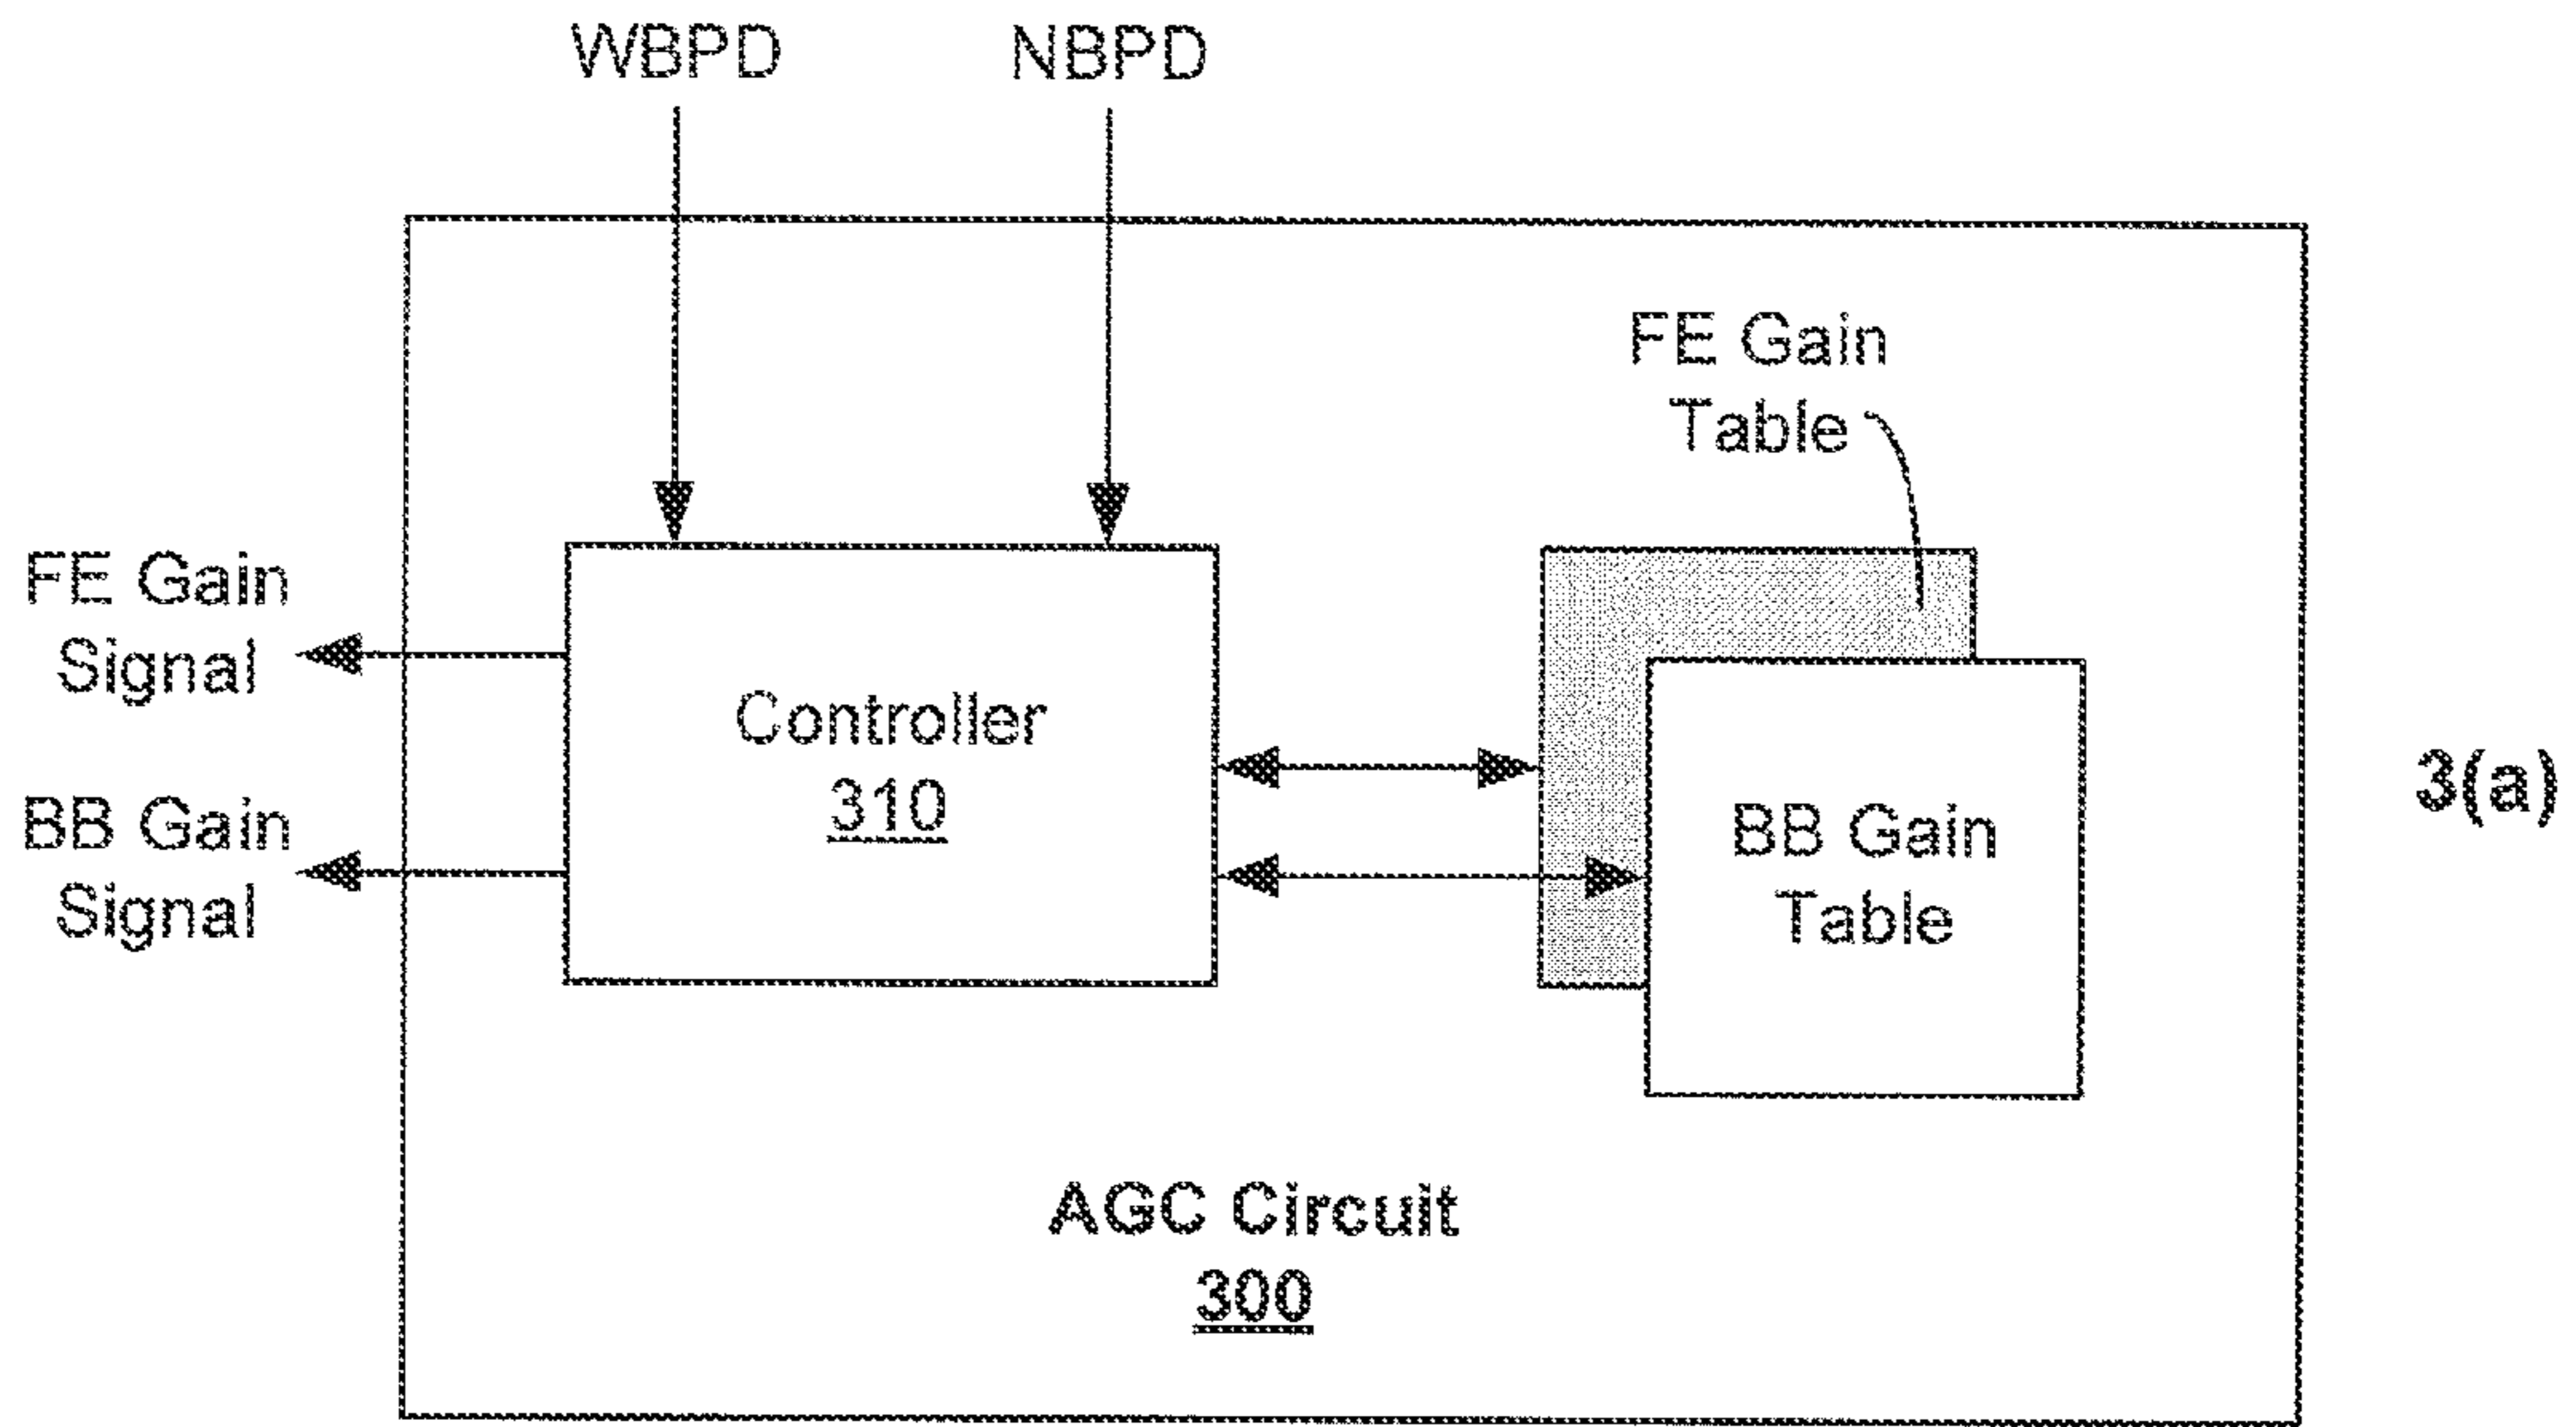 WBPD
NBPD
FE Gain
Table
FE Gain
Signal
Controller
310
BB Gain
Signal
BB Gain
Table
3(a)
AGC Circuit
300